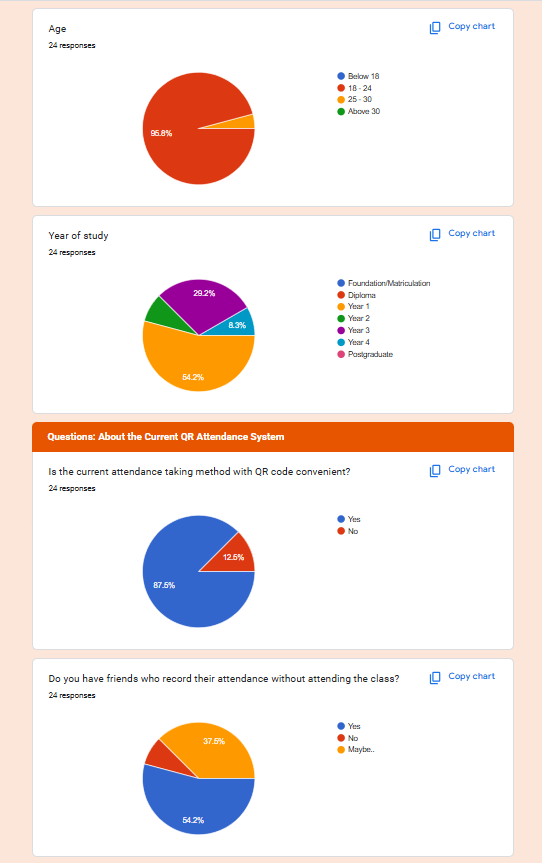 Age
Copy chart
24 responses
Below 18
18 - 24
25 - 30
Above 30
95.8%
Year of study
Copy chart
24 responses
Foundation/Matriculation
Diploma
Year 1
Year 2
Year 3
Year 4
Postgraduate
29.2%
8.3%
54.2%
Questions: About the Current QR Attendance System
Is the current attendance taking method with QR code convenient?
Copy chart
24 responses
Yes
No
12.5%
87.5%
Do you have friends who record their attendance without attending the class?
Copy chart
24 responses
Yes
No
Maybe..
37.5%
54.2%